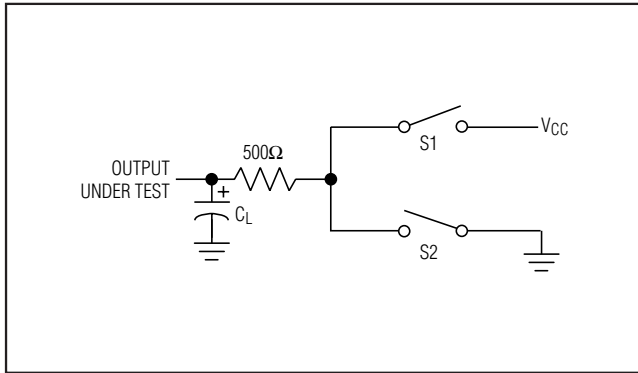 500Ω
OUTPUT
UNDER TEST
+
CL
S1
VCC
S2